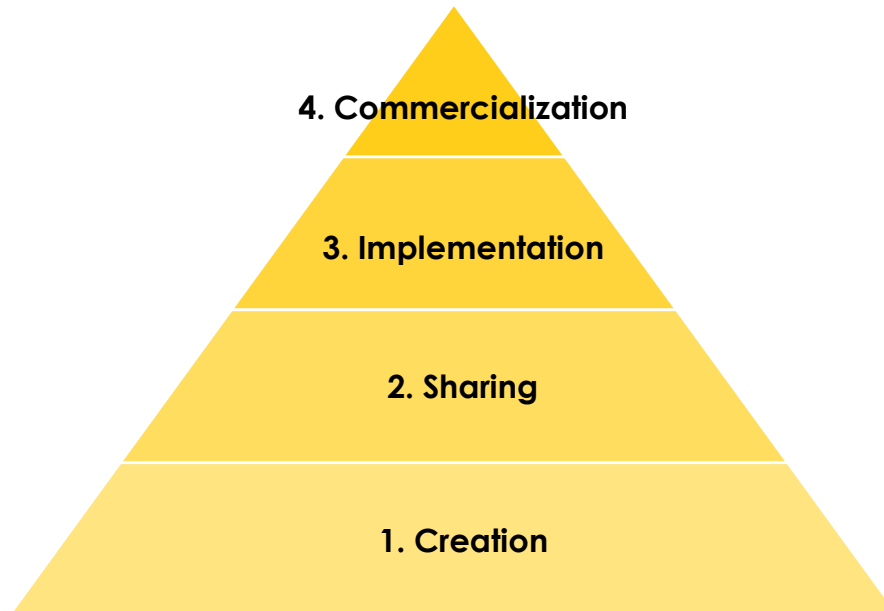 4. Commercialization
3. Implementation
2. Sharing
1. Creation